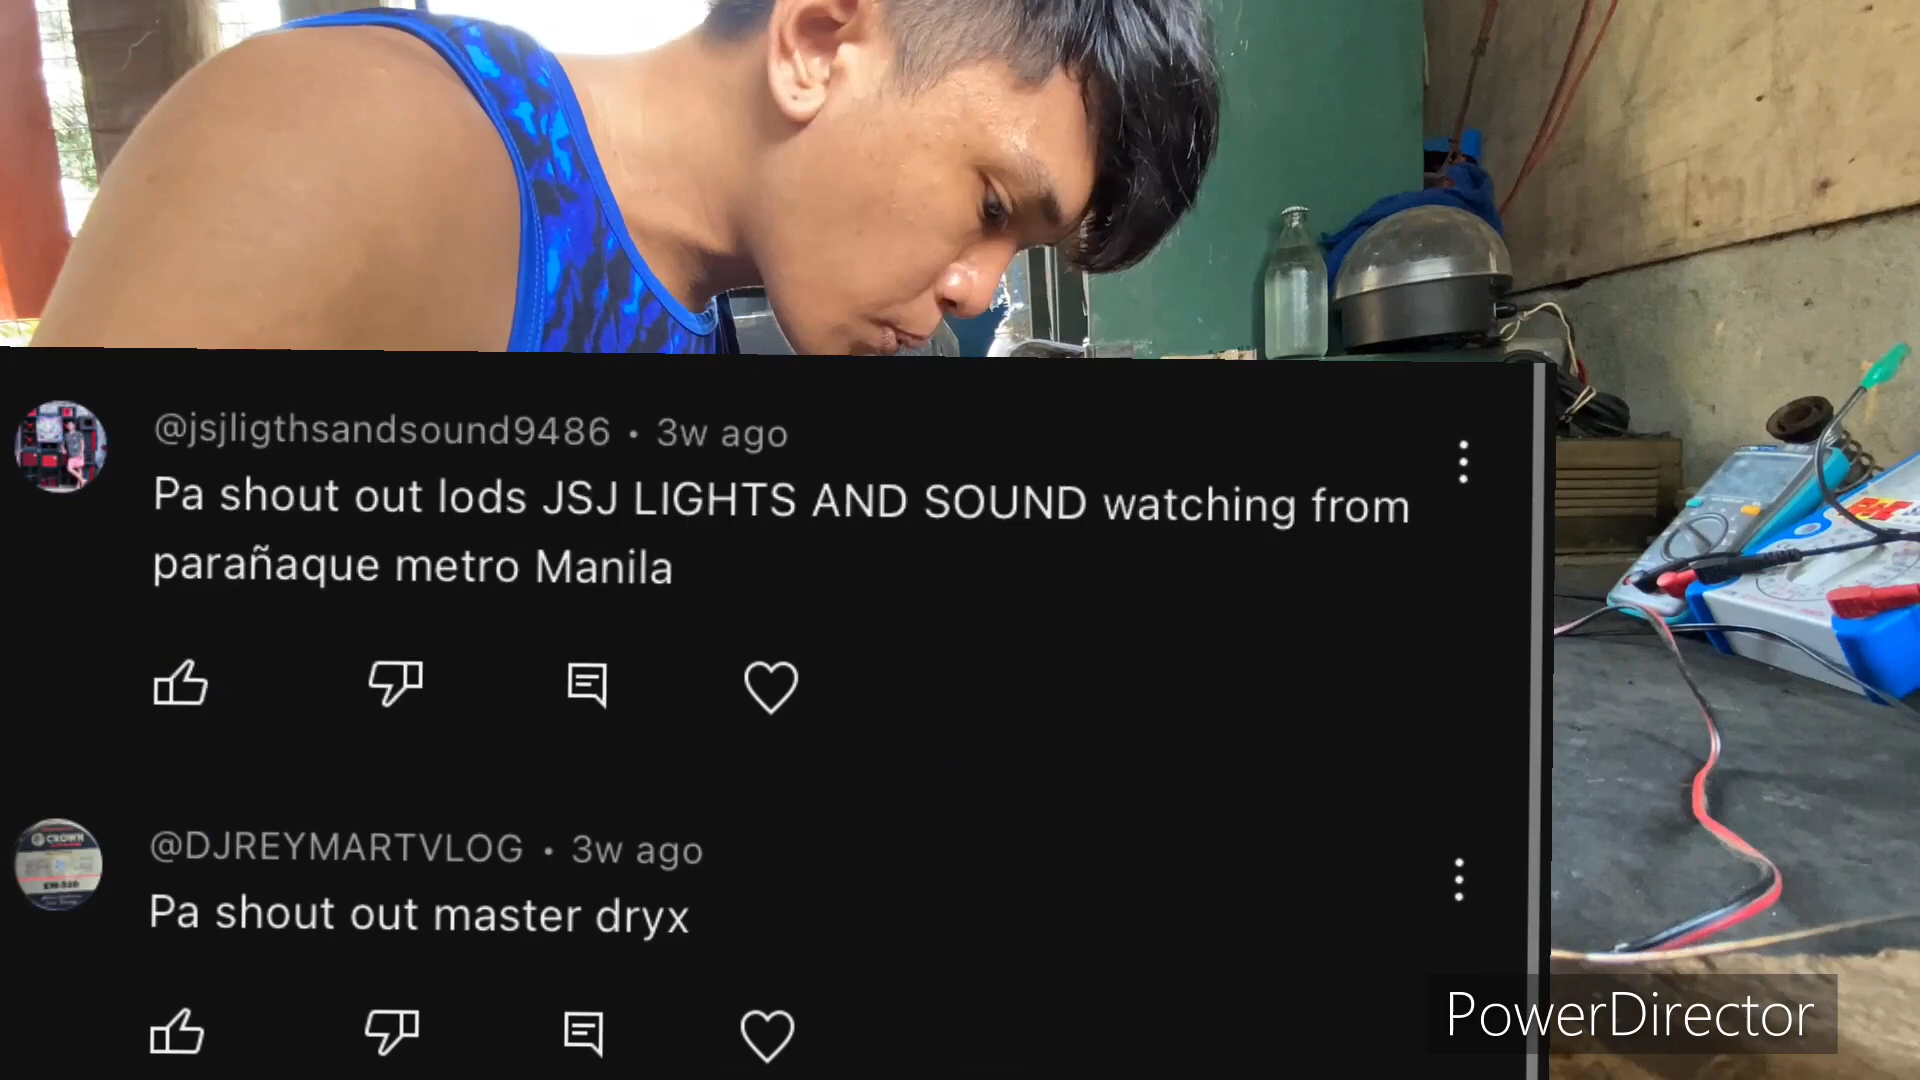 @jsjligthsandsound9486 • 3w ago
Pa shout out lods JSJ LIGHTS AND SOUND watching from
parañaque metro Manila
CROWN
@DJREYMARTVLOG • 3w ago
Pa shout out master dryx
PowerDirector